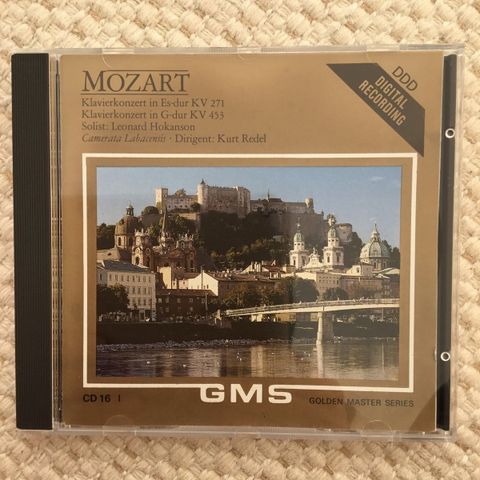 MOZART
Klavierkonzert in Es-dur KV 271
Klavierkonzert in G-dur KV 453
Solist: Leonard Hokanson
Camerata Labacensis · Dirigent: Kurt Redel
DDD
DIGITAL
RECORDING
GMS
CD 16 I
GOLDEN MASTER SERIES